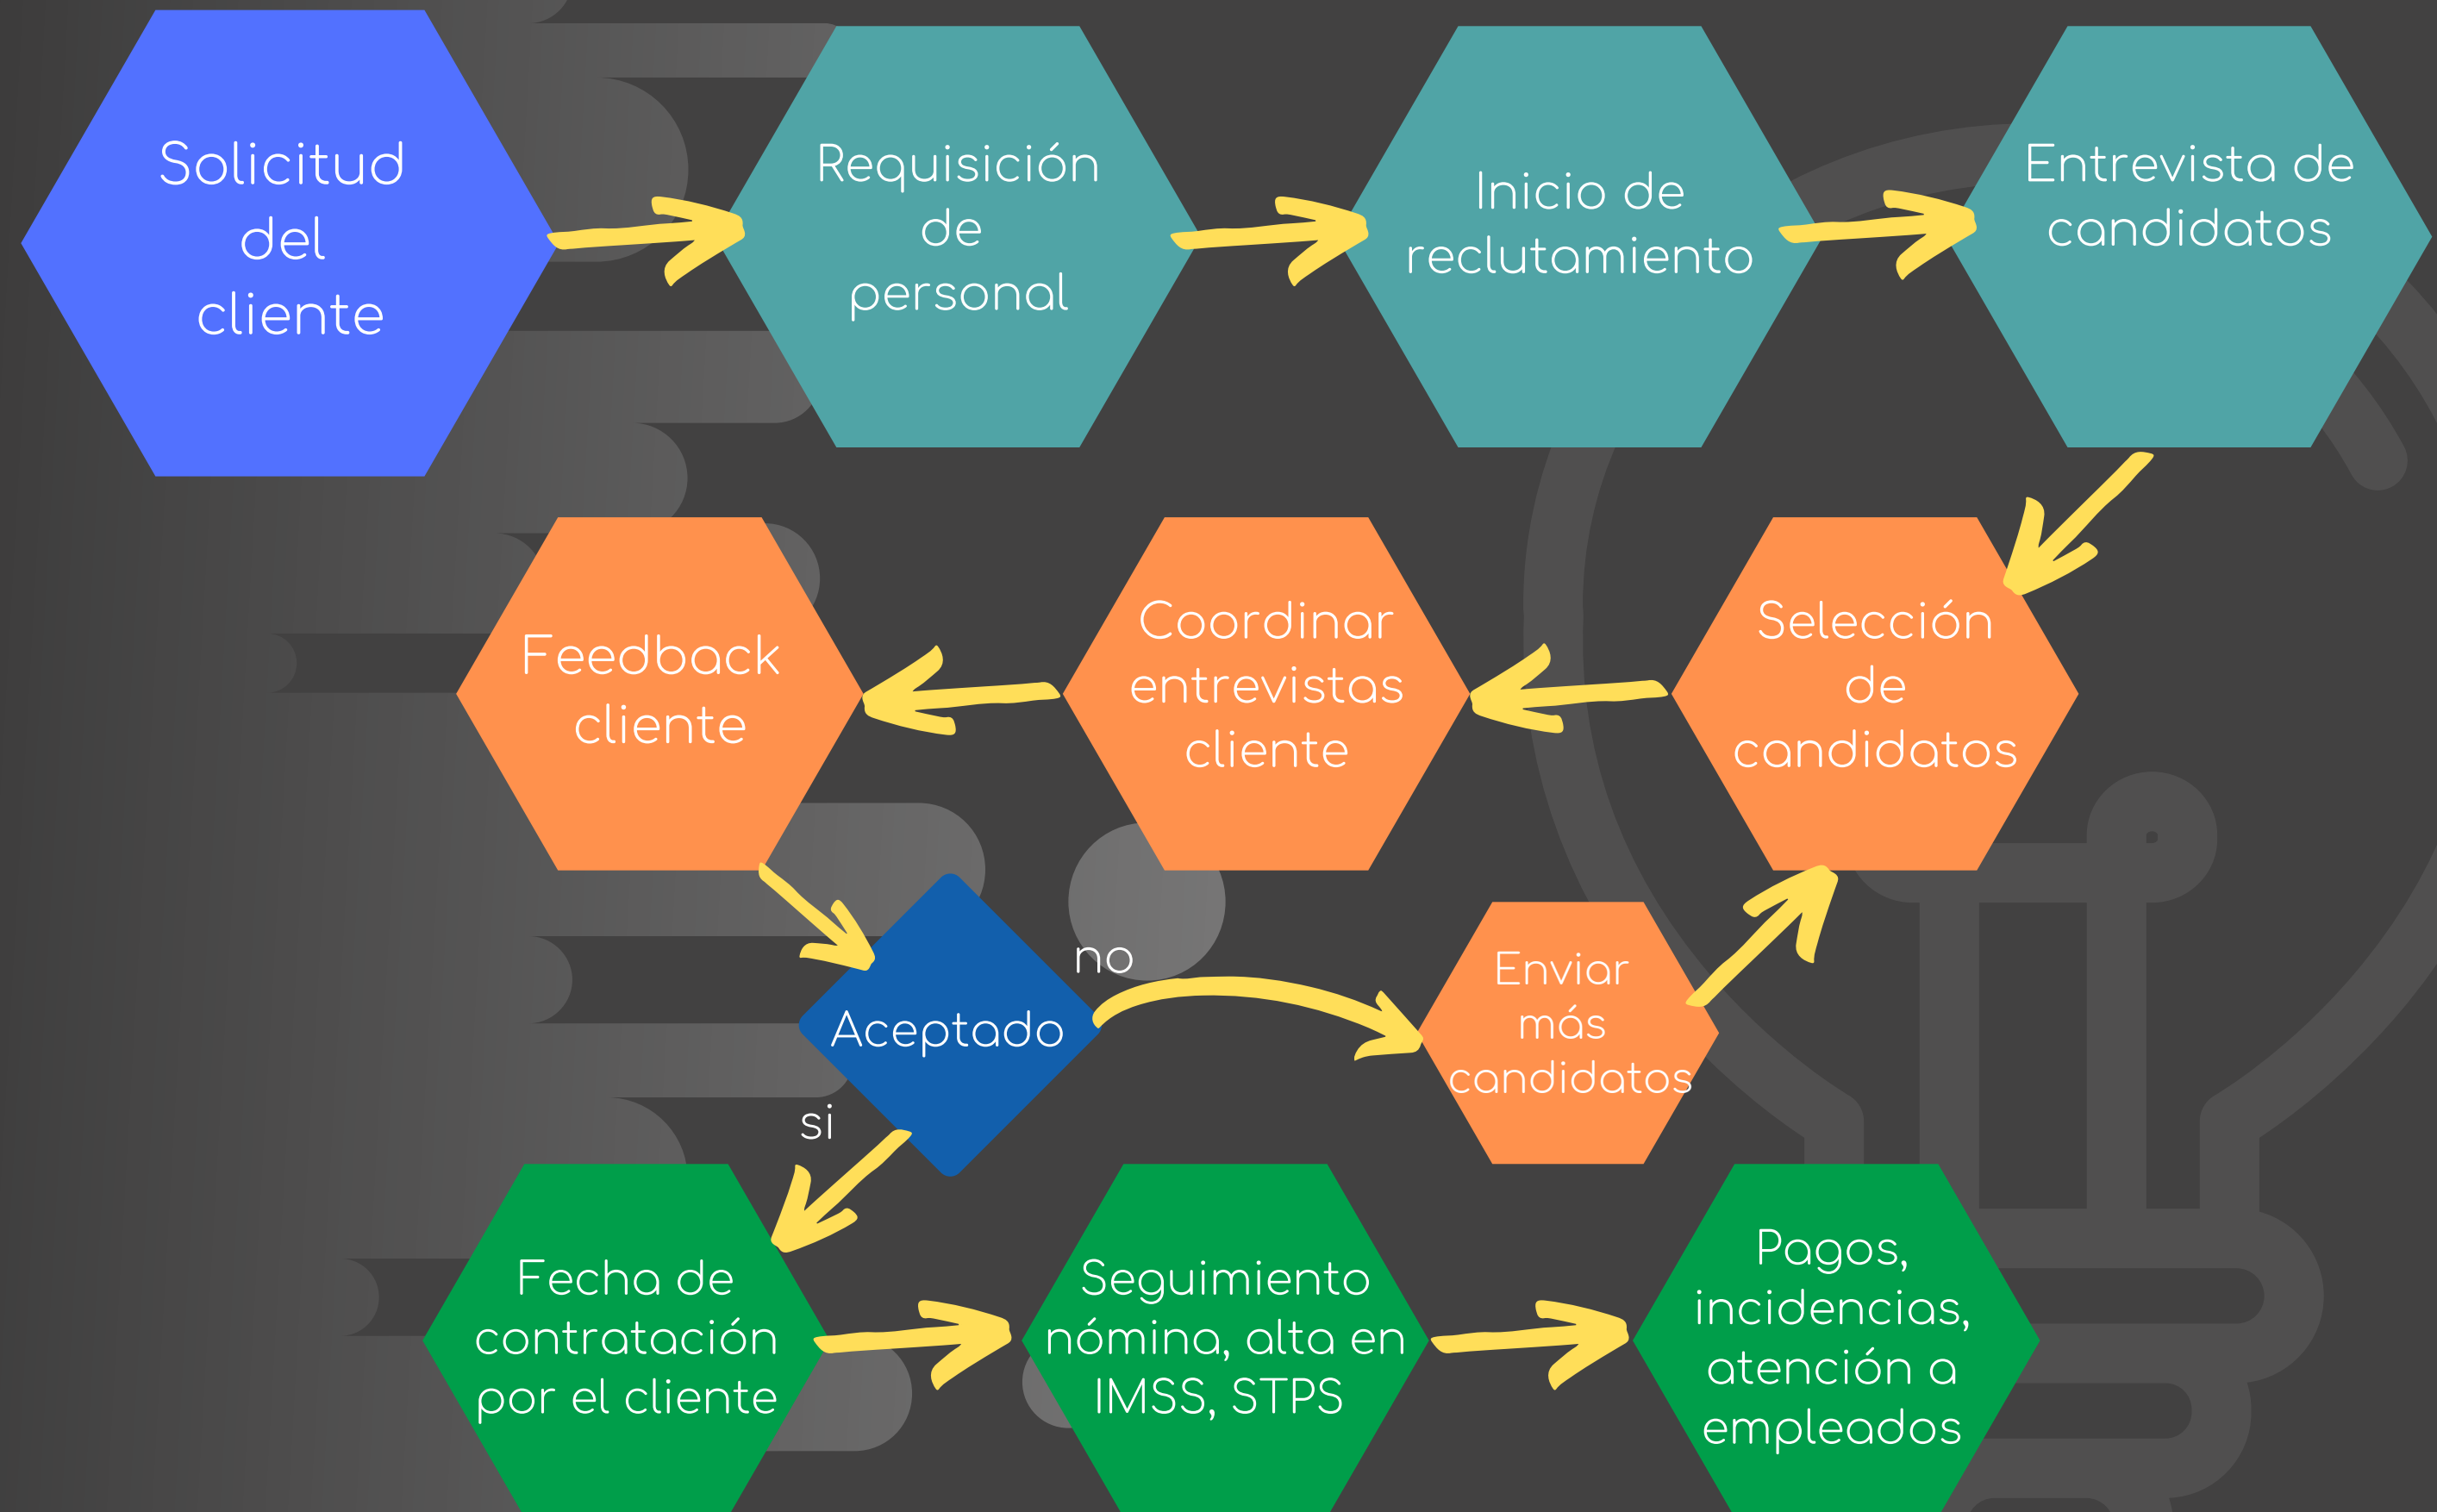 Solicitud
del
cliente
Requisición
de
personal
Inicio de
reclutamiento
Entrevista de
candidatos
Selección
de
candidatos
Coordinar
entrevistas
cliente
Feedback
cliente
Aceptado
no
Enviar
más
candidatos
si
Fecha de
contratación
por el cliente
Seguimiento
nómina, alta en
IMSS, STPS
Pagos,
incidencias,
atención a
empleados